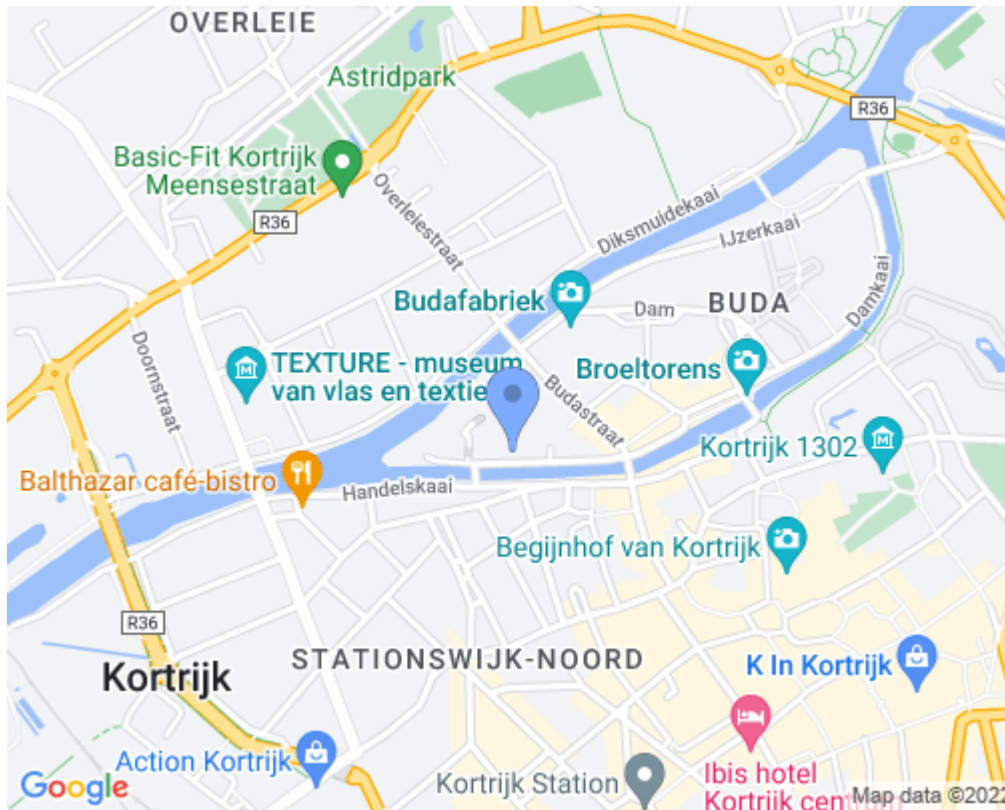 OVERLEIE
Astridpark
R36
Basic-Fit Kortrijk
Meensestraat
R36
Overleiestraat
Diksmuidekaai
IJzerkaai
Damkaai
Budafabriek
Dam
BUDA
Doornstraat
TEXTURE - museum
van vlas en textie
Broeltorens
Budastraat
Kortrijk 1302
Balthazar café-bistro
Handelskaai
Begijnhof van Kortrijk
R36
Kortrijk
STATIONSWIJK-NOORD
K In Kortrijk
Action Kortrijk
Kortrijk Station
Ibis hotel
Kortrijk
Google
Map data ©202